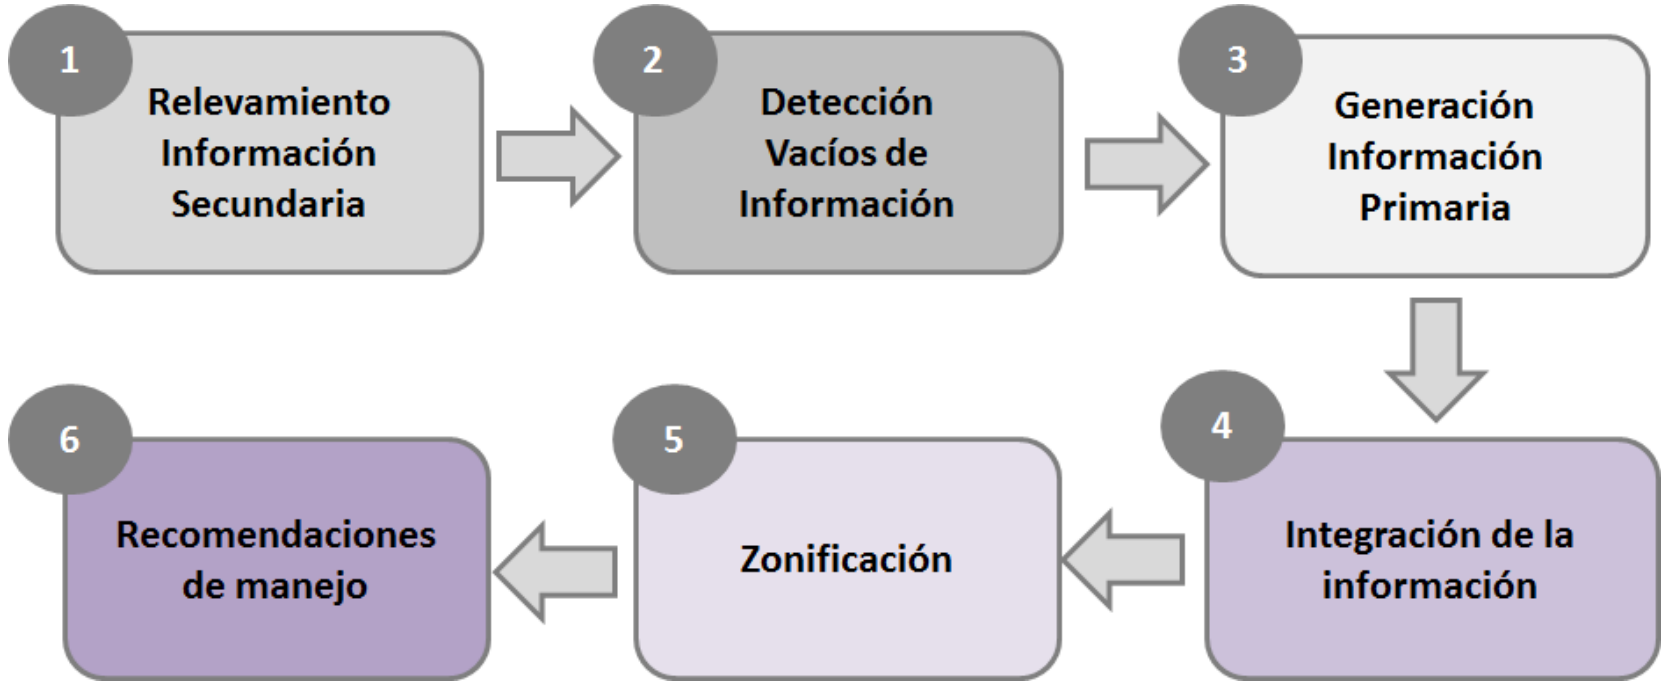 1
Relevamiento
Información
Secundaria
2
Detección
Vacíos de
Información
3
Generación
Información
Primaria
4
Integración de la
información
5
Zonificación
6
Recomendaciones
de manejo